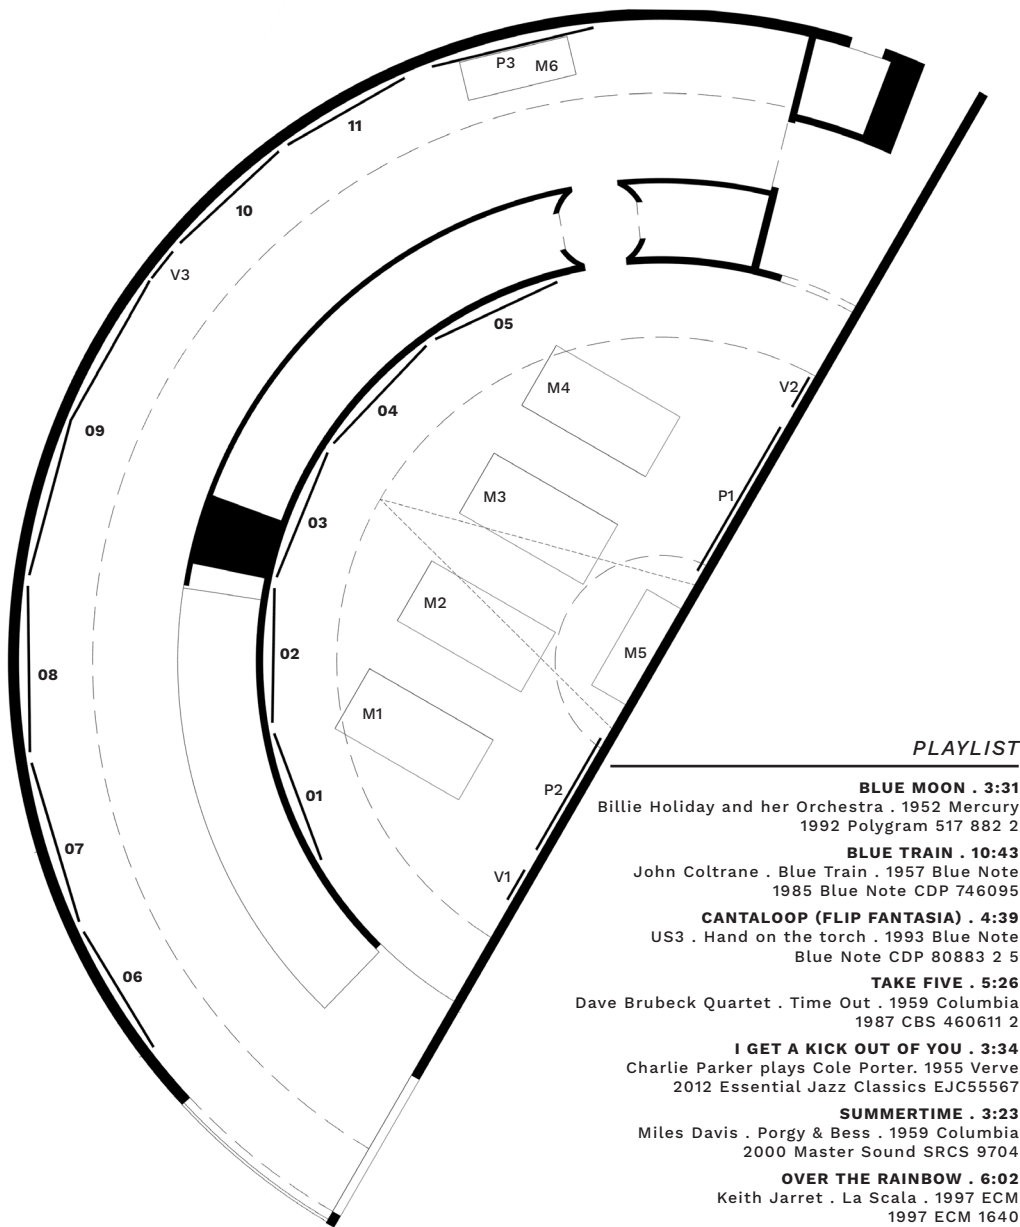 P3
M6
11
10
V3
05
M4
V2
04
09
M3
P1
03
M2
02
M5
08
M1
PLAYLIST
01
P2
BLUE MOON . 3:31
Billie Holiday and her Orchestra . 1952 Mercury
1992 Polygram 517 882 2
07
BLUE TRAIN . 10:43
John Coltrane . Blue Train . 1957 Blue Note
1985 Blue Note CDP 746095
V1
CANTALOOP (FLIP FANTASIA) . 4:39
US3 . Hand on the torch . 1993 Blue Note
Blue Note CDP 80883 2 5
06
TAKE FIVE . 5:26
Dave Brubeck Quartet . Time Out . 1959 Columbia
1987 CBS 460611 2
I GET A KICK OUT OF YOU . 3:34
Charlie Parker plays Cole Porter. 1955 Verve
2012 Essential Jazz Classics EJC55567
SUMMERTIME . 3:23
Miles Davis . Porgy & Bess . 1959 Columbia
2000 Master Sound SRCS 9704
OVER THE RAINBOW . 6:02
Keith Jarret . La Scala . 1997 ECM
1997 ECM 1640